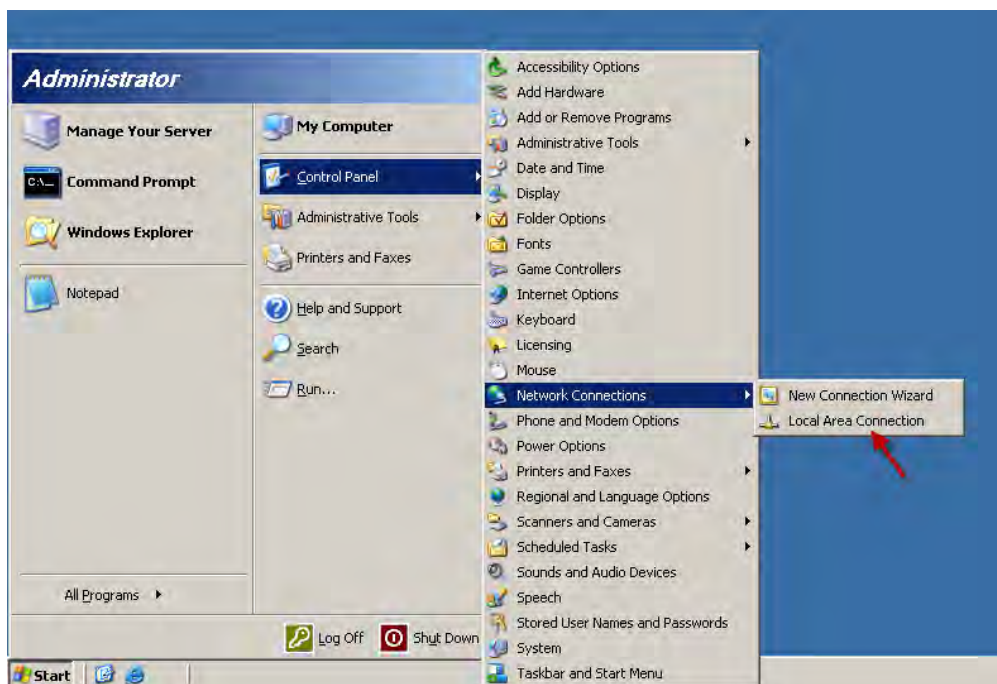 Administrator
Manage Your Server
Command Prompt
Windows Explorer
Notepad
All Programs
My Computer
Control Panel
Administrative Tools
Printers and Faxes
Help and Support
Search
Run...
Log Off
Shut Down
Accessibility Options
Add Hardware
Add or Remove Programs
Administrative Tools
Date and Time
Display
Folder Options
Fonts
Game Controllers
Internet Options
Keyboard
Licensing
Mouse
Network Connections
Phone and Modem Options
Power Options
Printers and Faxes
Regional and Language Options
Scanners and Cameras
Scheduled Tasks
Sounds and Audio Devices
Speech
Stored User Names and Passwords
System
Taskbar and Start Menu
New Connection Wizard
Local Area Connection
Start